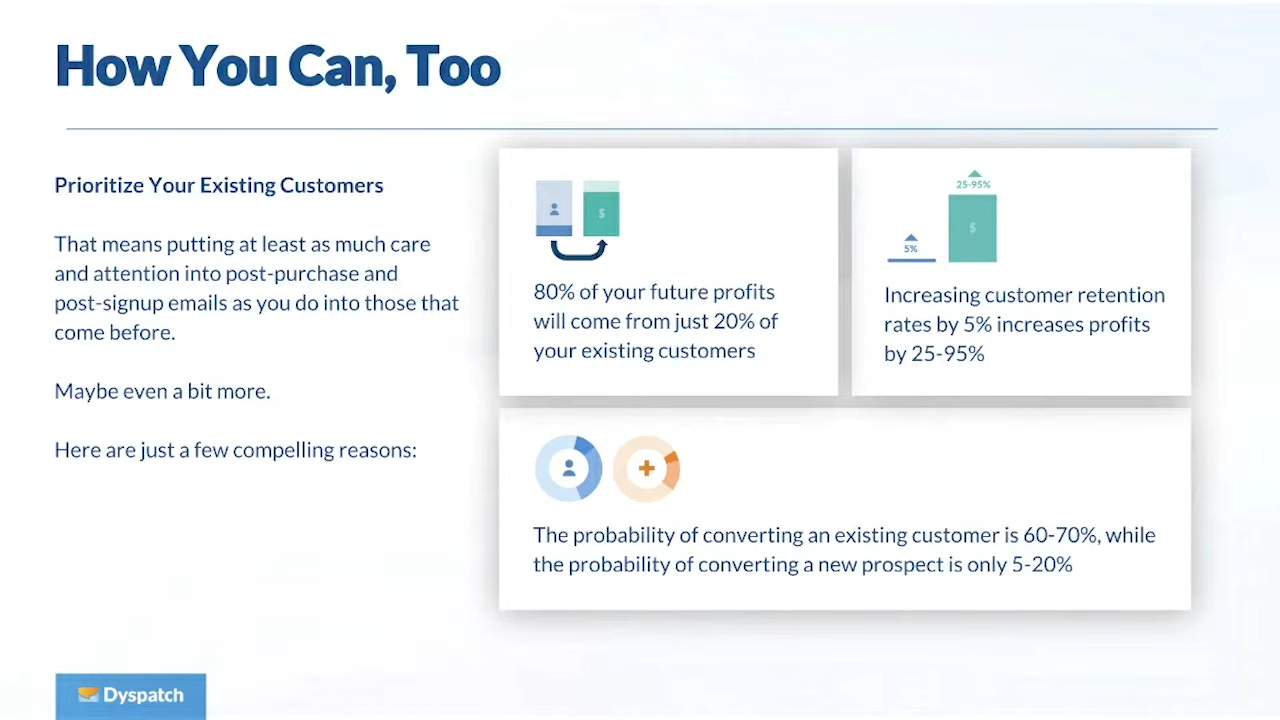 How You Can, Too
Prioritize Your Existing Customers
That means putting at least as much care
and attention into post-purchase and
post-signup emails as you do into those that
come before.
Maybe even a bit more.
Here are just a few compelling reasons:
$
80% of your future profits
will come from just 20% of
your existing customers
25-95%
5%
$
Increasing customer retention
rates by 5% increases profits
by 25-95%
The probability of converting an existing customer is 60-70%, while
the probability of converting a new prospect is only 5-20%
Dyspatch